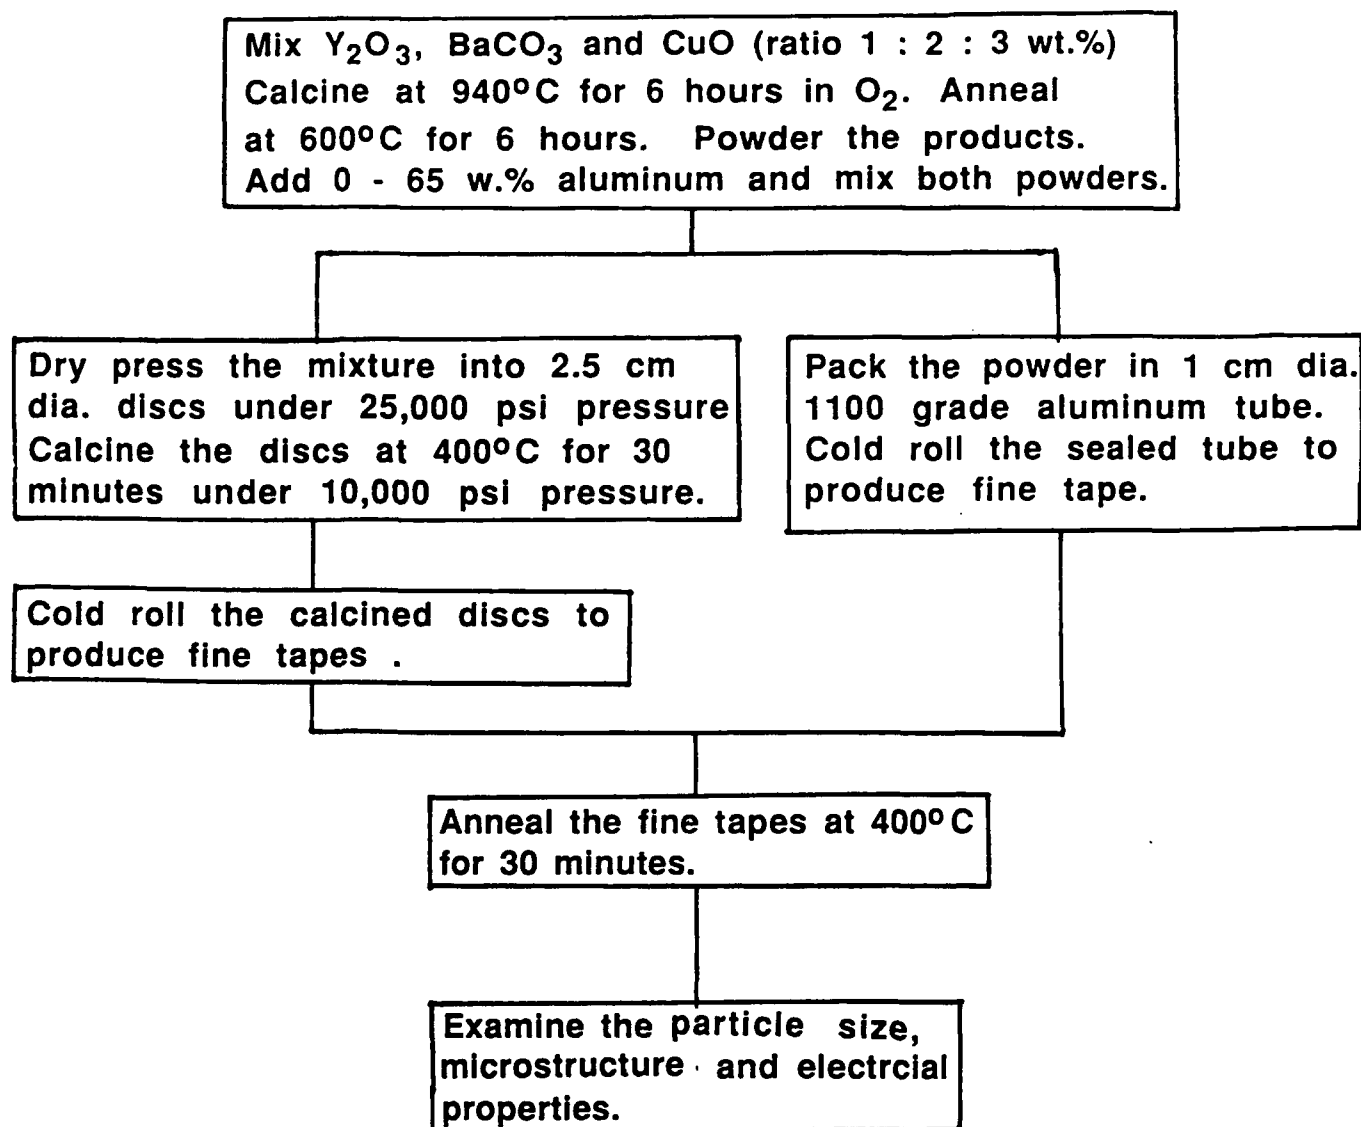 Mix Y₂O₃, BaCO₃ and CuO (ratio 1 : 2 : 3 wt.%)
Calcine at 940ºC for 6 hours in O₂. Anneal
at 600ºC for 6 hours. Powder the products.
Add 0 - 65 w.% aluminum and mix both powders.
Dry press the mixture into 2.5 cm
dia. discs under 25,000 psi pressure
Calcine the discs at 400ºC for 30
minutes under 10,000 psi pressure.
Pack the powder in 1 cm dia.
1100 grade aluminum tube.
Cold roll the sealed tube to
produce fine tape.
Cold roll the calcined discs to
produce fine tapes .
Anneal the fine tapes at 400ºC
for 30 minutes.
Examine the particle size,
microstructure and electrcial
properties.